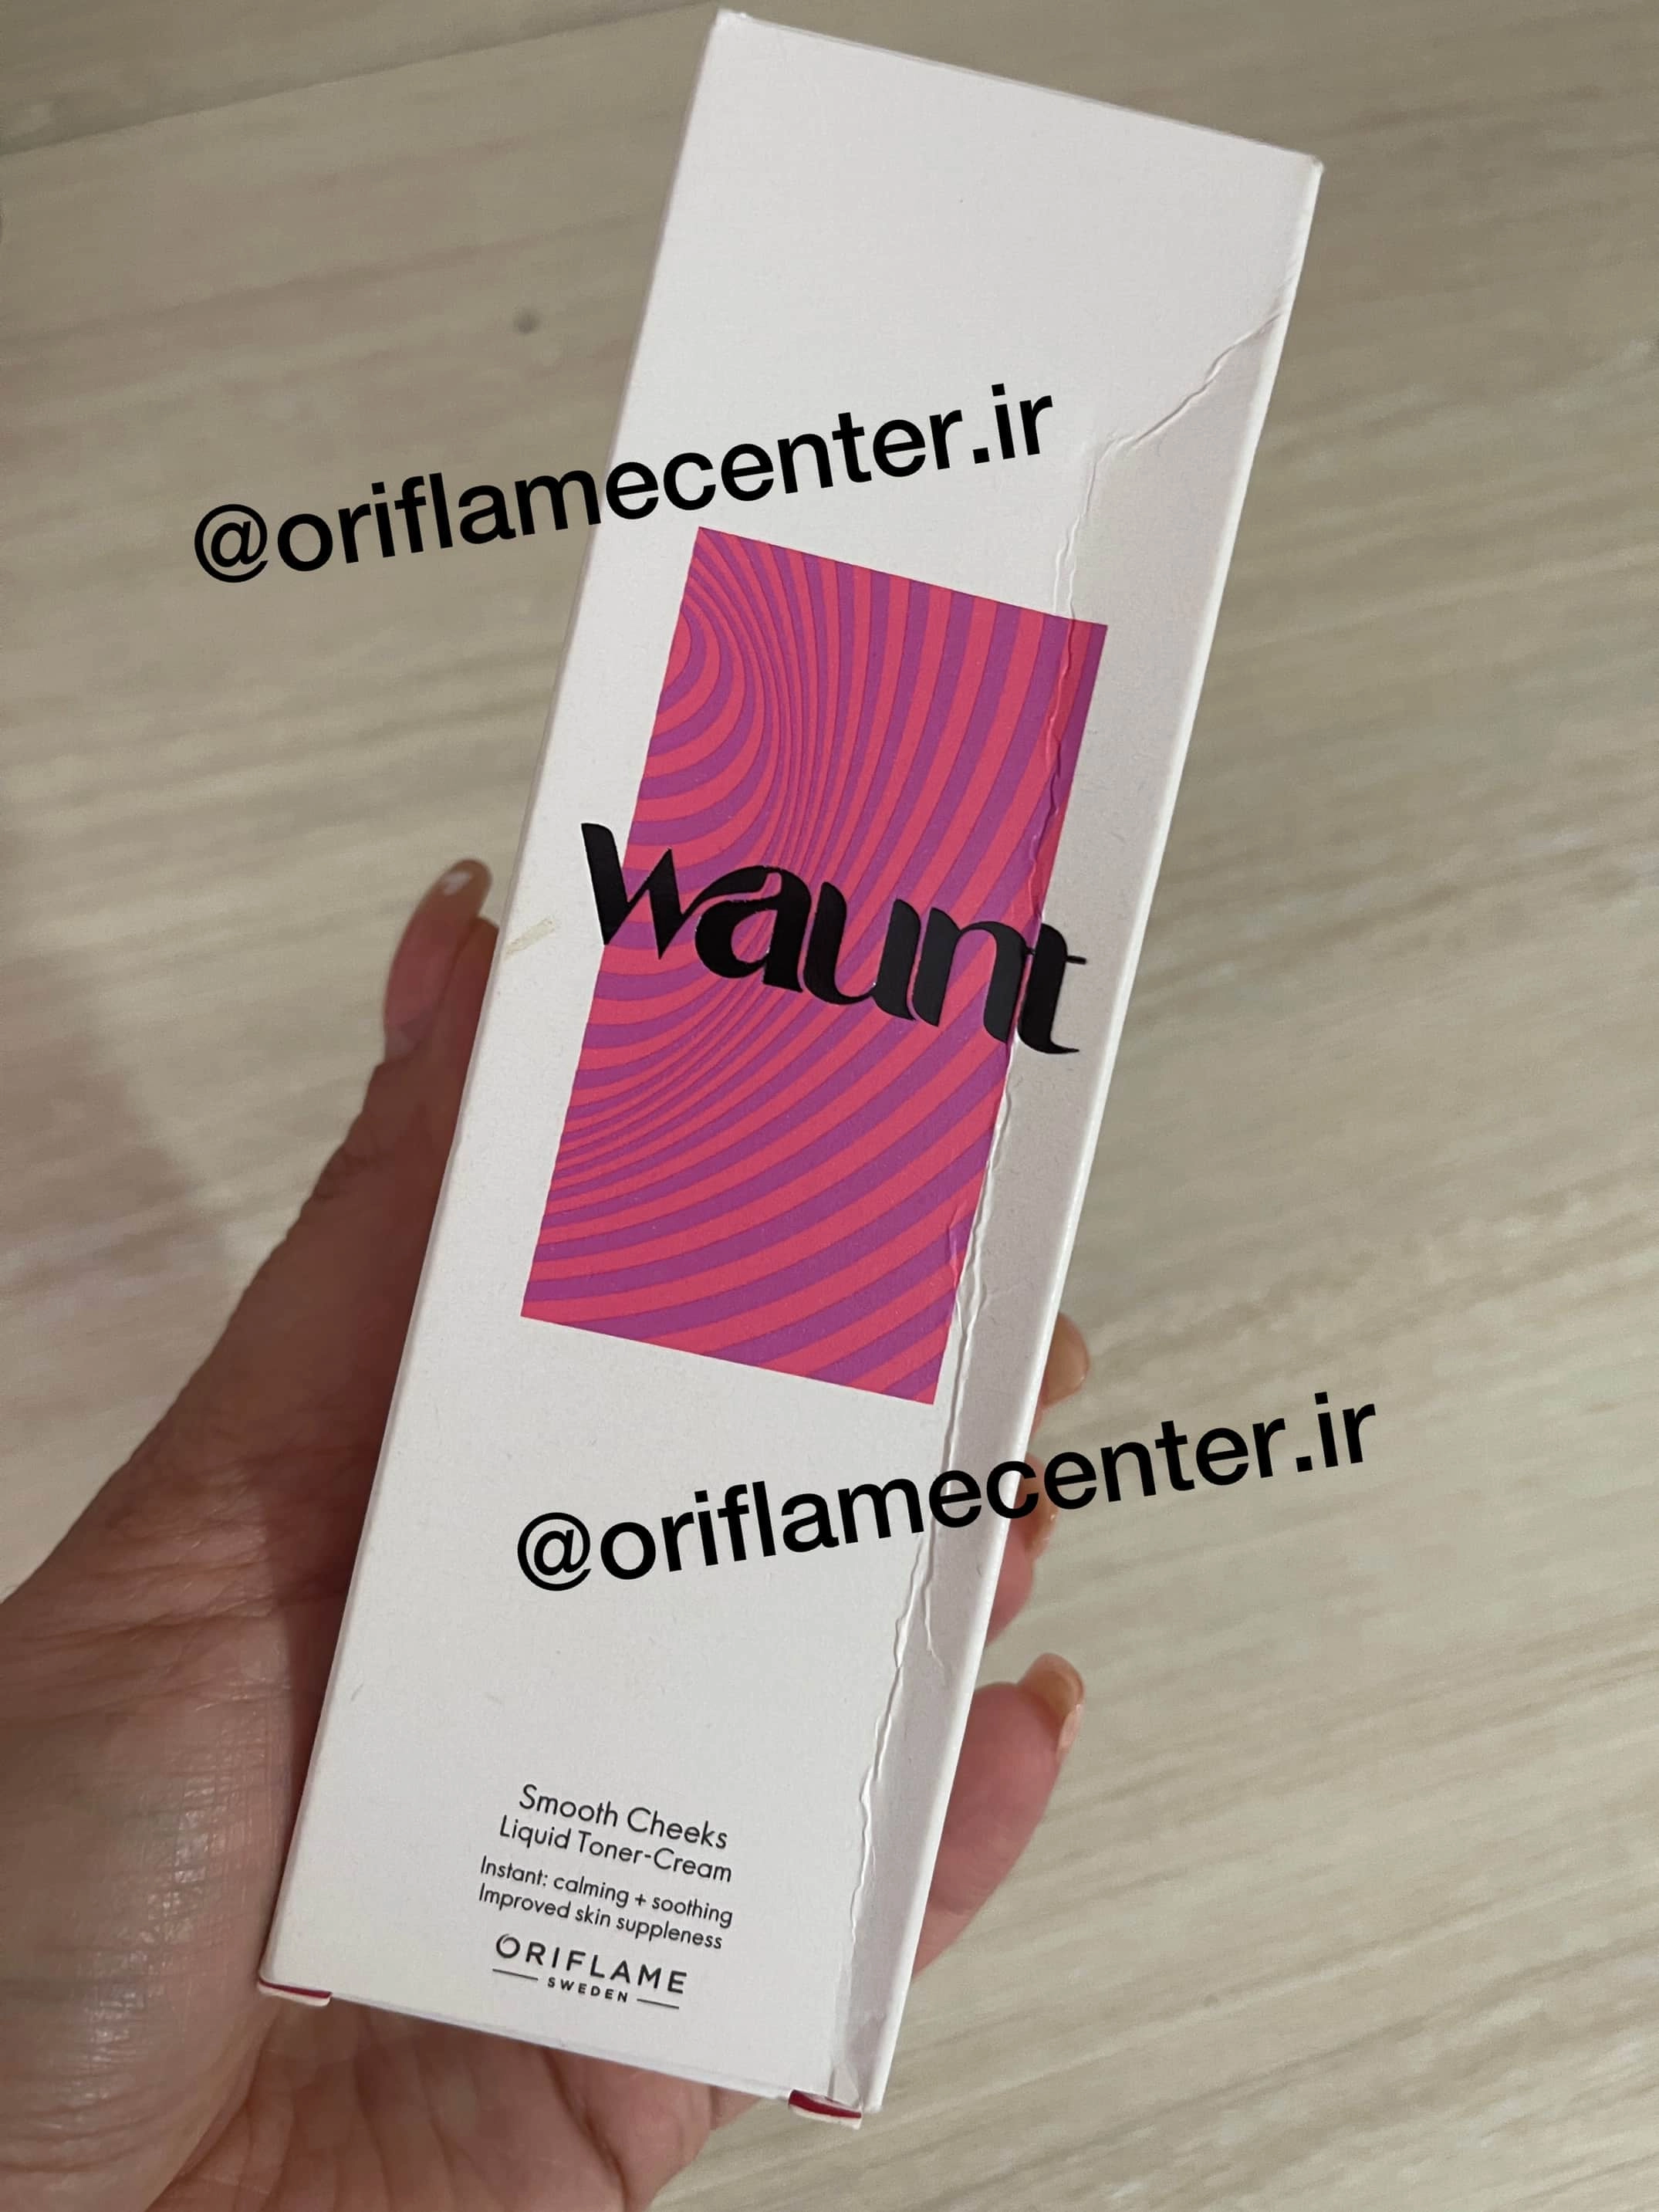 @oriflamecenter.ir
waunt
@oriflamecenter.ir
Smooth Cheeks
Liquid Toner-Cream
Instant: calming + soothing
Improved skin suppleness
ORIFLAME
SWEDEN